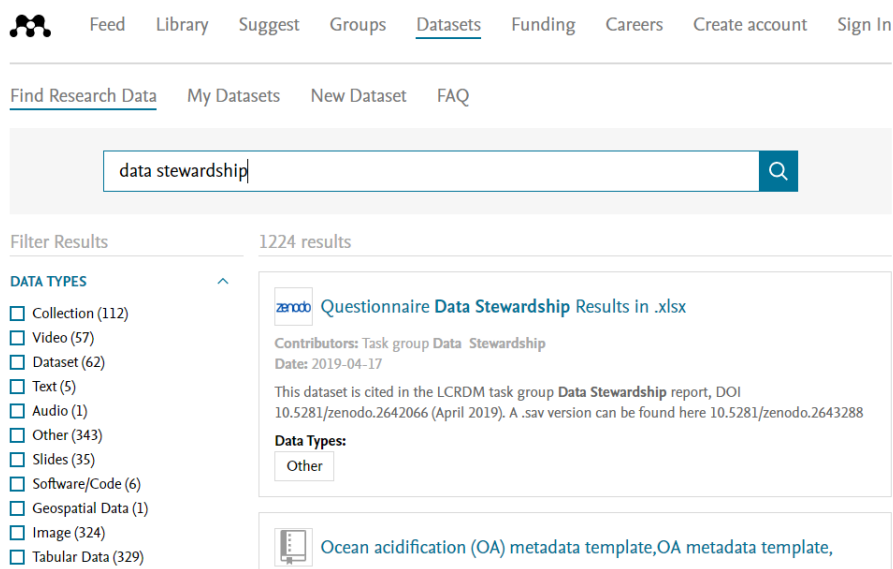 Feed Library Suggest Groups Datasets Funding Careers Create account Sign In
Find Research Data My Datasets New Dataset FAQ
data stewardship
Filter Results
1224 results
DATA TYPES
Collection (112)
Video (57)
Dataset (62)
Text (5)
Audio (1)
Other (343)
Slides (35)
Software/Code (6)
Geospatial Data (1)
Image (324)
Tabular Data (329)
zenodo Questionnaire Data Stewardship Results in .xlsx
Contributors: Task group Data Stewardship
Date: 2019-04-17
This dataset is cited in the LCRDM task group Data Stewardship report, DOI
10.5281/zenodo.2642066 (April 2019). A .sav version can be found here 10.5281/zenodo.2643288
Data Types:
Other
Ocean acidification (OA) metadata template,OA metadata template,